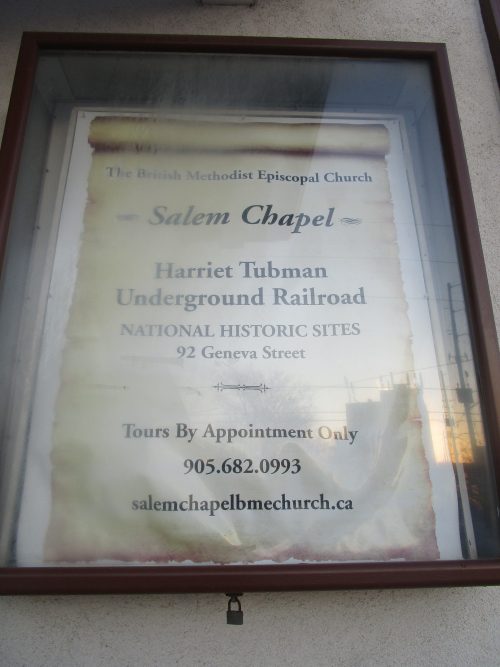 The British Methodist Episcopal Church
Salem Chapel
Harriet Tubman
Underground Railroad
NATIONAL HISTORIC SITES
92 Geneva Street
Tours By Appointment Only
905.682.0993
salemchapelbmechurch.ca